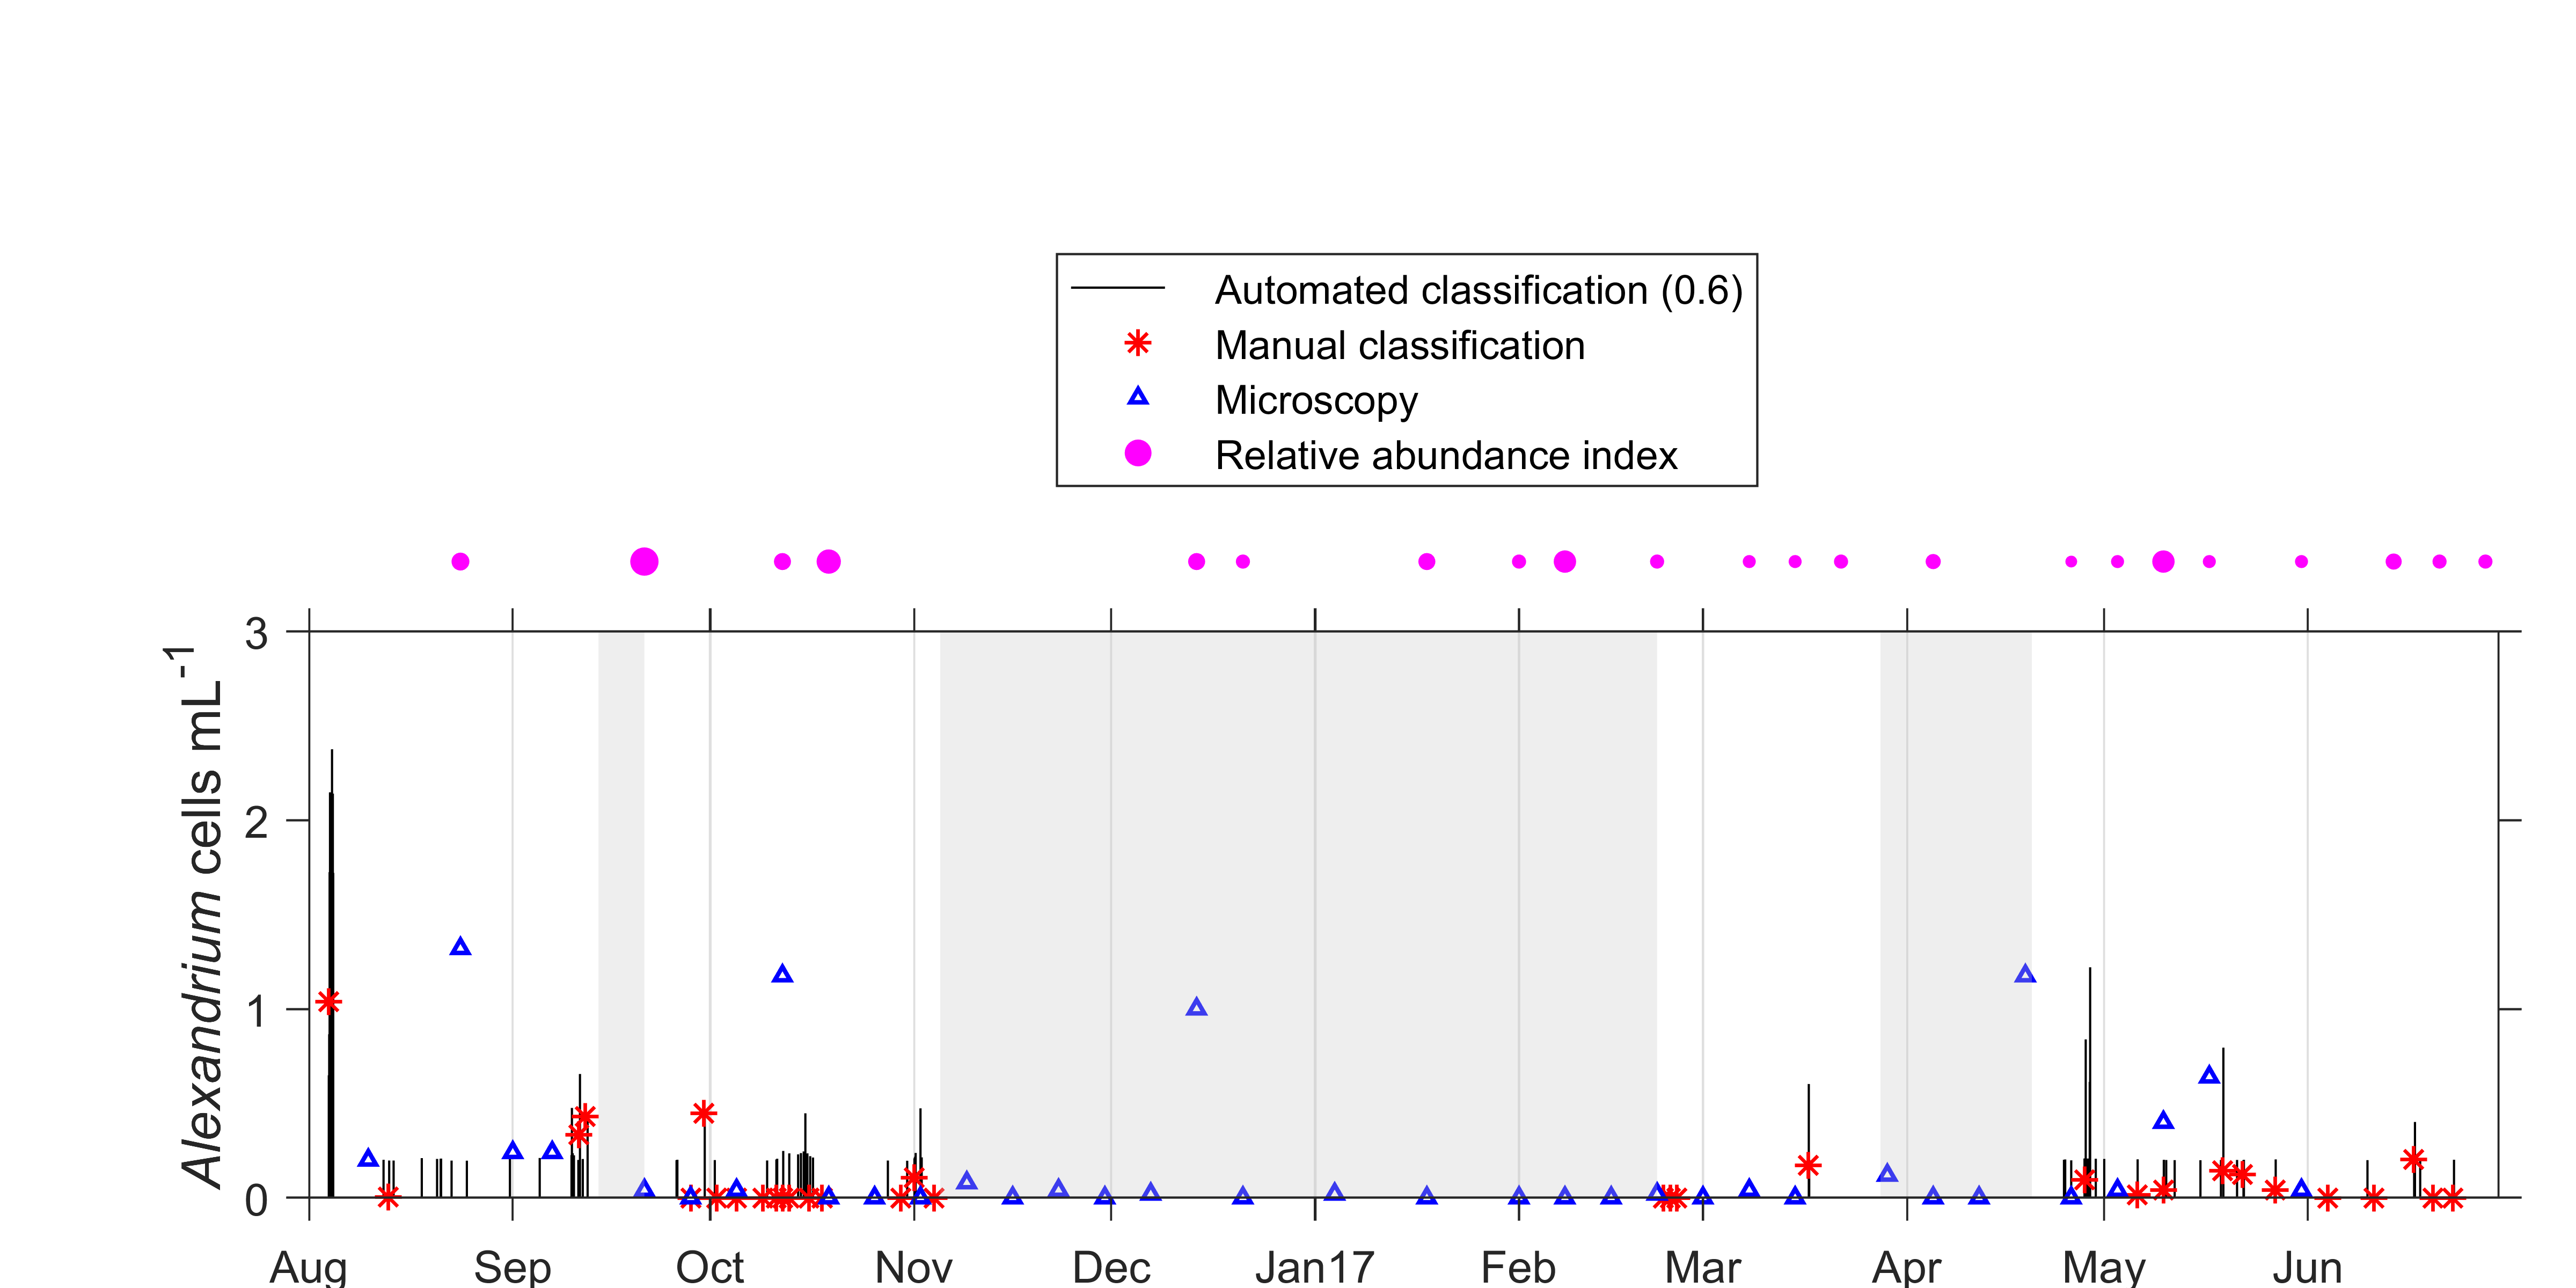 Automated classification (0.6)
Manual classification
Microscopy
Relative abundance index
3
2
1
0
Alexandrium cells mL-1
Aug Sep Oct Nov Dec Jan17 Feb Mar Apr May Jun